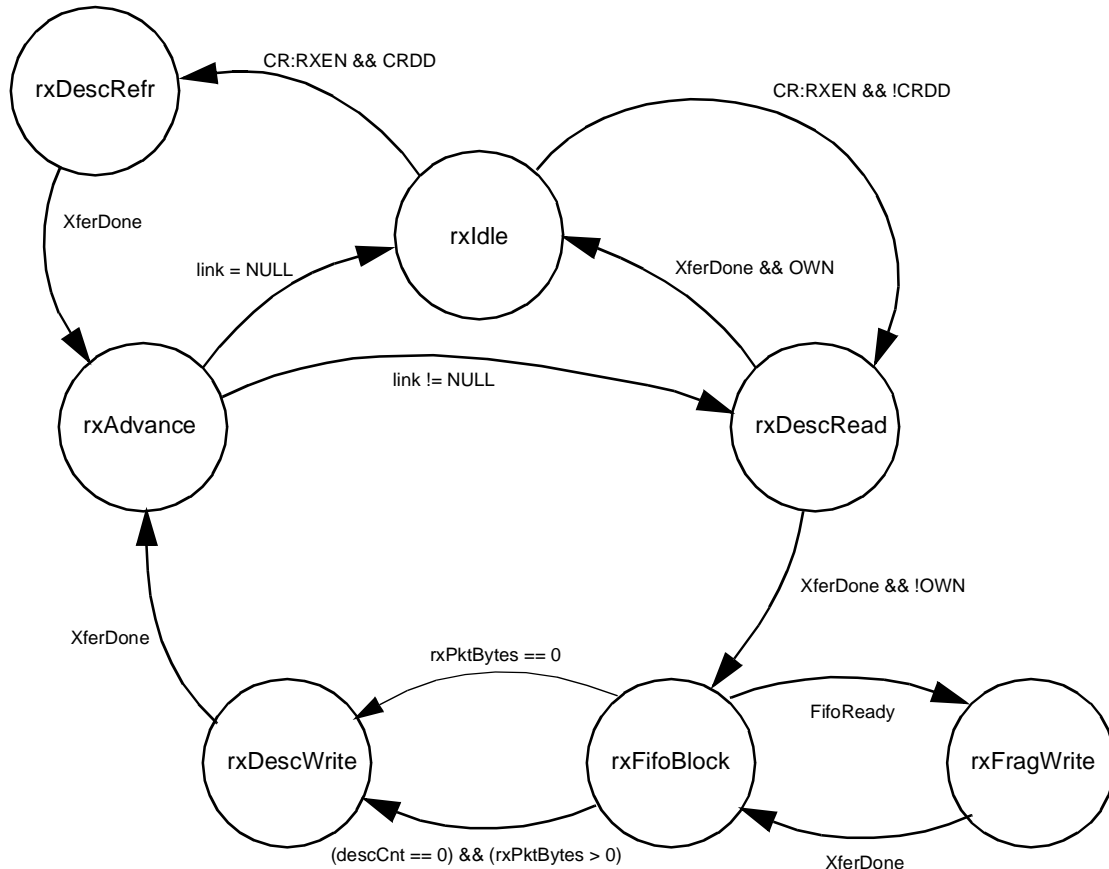 CR:RXEN && CRDD
rxDescRefr
CR:RXEN && !CRDD
XferDone
rxIdle
link = NULL
XferDone && OWN
link != NULL
rxAdvance
rxDescRead
XferDone && !OWN
XferDone
rxPktBytes == 0
FifoReady
rxDescWrite
rxFifoBlock
rxFragWrite
(descCnt == 0) && (rxPktBytes > 0)
XferDone